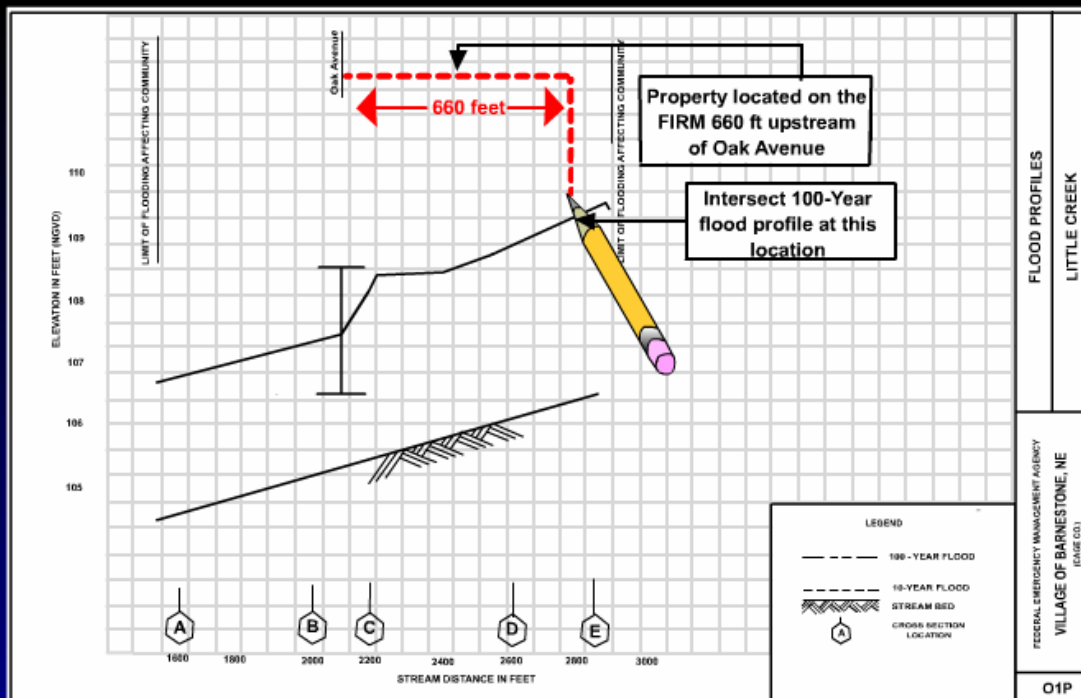 LIMIT OF FLOODING AFFECTING COMMUNITY
Oak Avenue
LIMIT OF FLOODING AFFECTING COMMUNITY
660 feet
Property located on the
FIRM 660 ft upstream
of Oak Avenue
Intersect 100-Year
flood profile at this
location
ELEVATION IN FEET (NGVD)
110
109
108
107
106
105
A
B
C
D
E
1600
1800
2000
2200
2400
2600
2800
3000
STREAM DISTANCE IN FEET
LEGEND
100 - YEAR FLOOD
10-YEAR FLOOD
STREAM BED
A
CROSS SECTION
LOCATION
FLOOD PROFILES
LITTLE CREEK
FEDERAL EMERGENCY MANAGEMENT AGENCY
VILLAGE OF BARNESTONE, NE
(GAGE CO.)
O1P